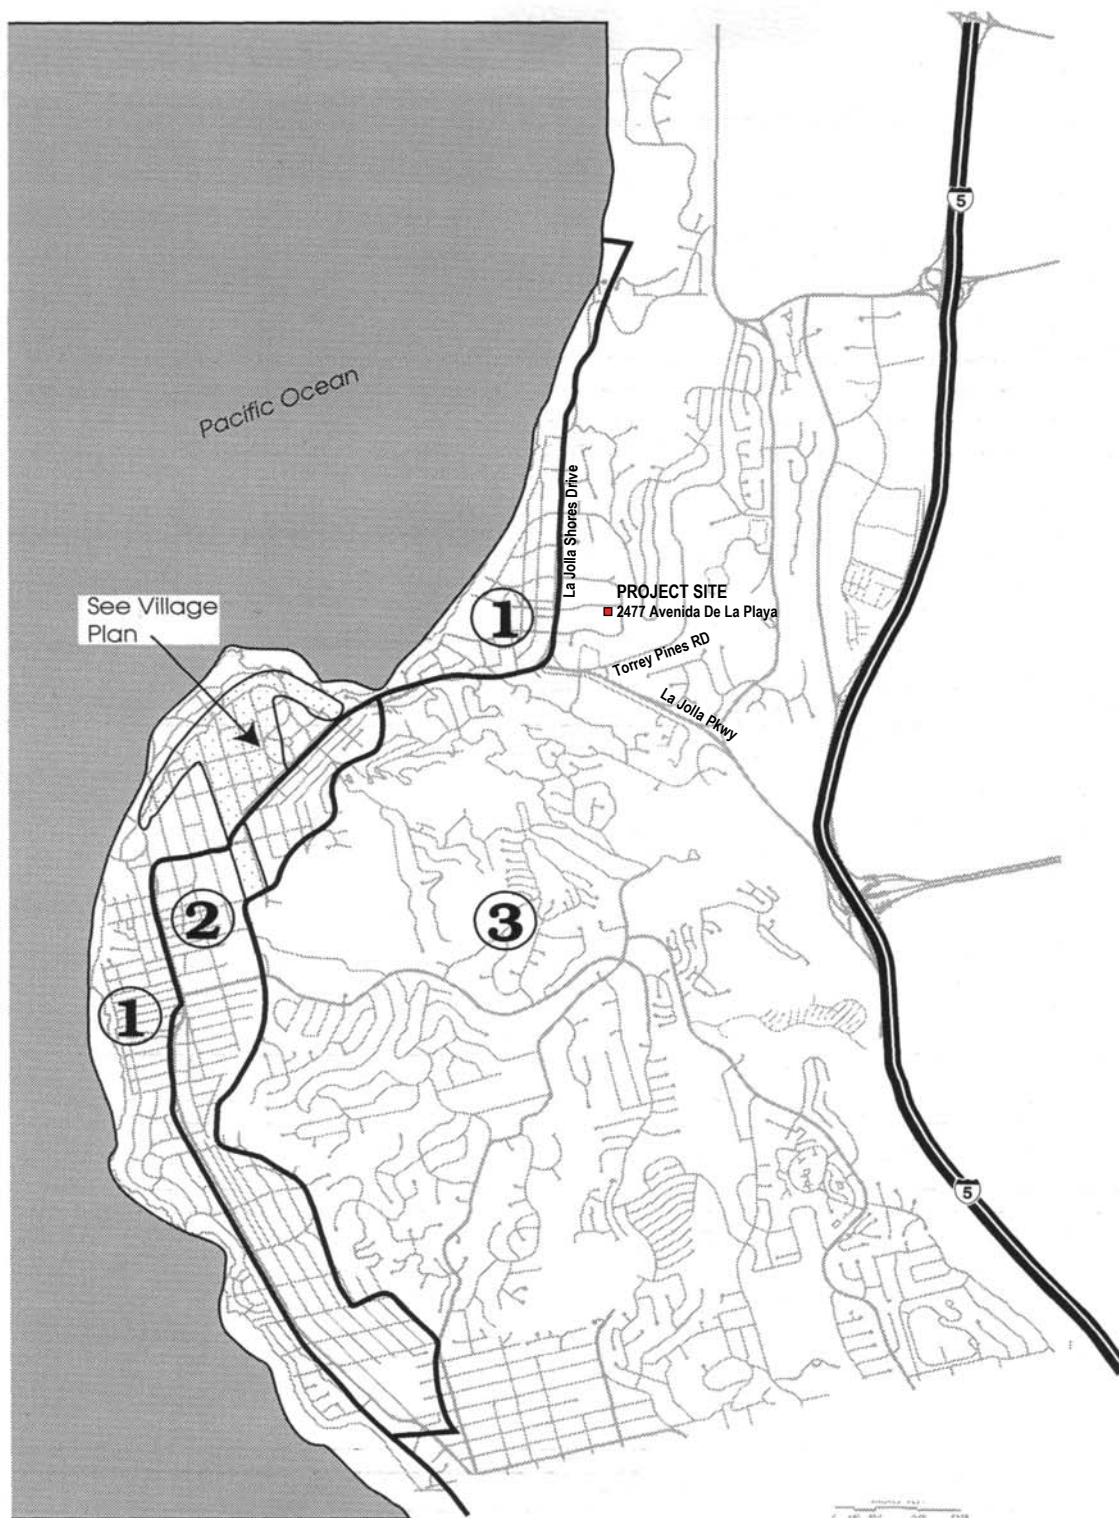 5
Pacific Ocean
La Jolla Shores Drive
PROJECT SITE
2477 Avenida De La Playa
1
See Village
Plan
Torrey Pines RD
La Jolla Pkwy
2
3
1
5